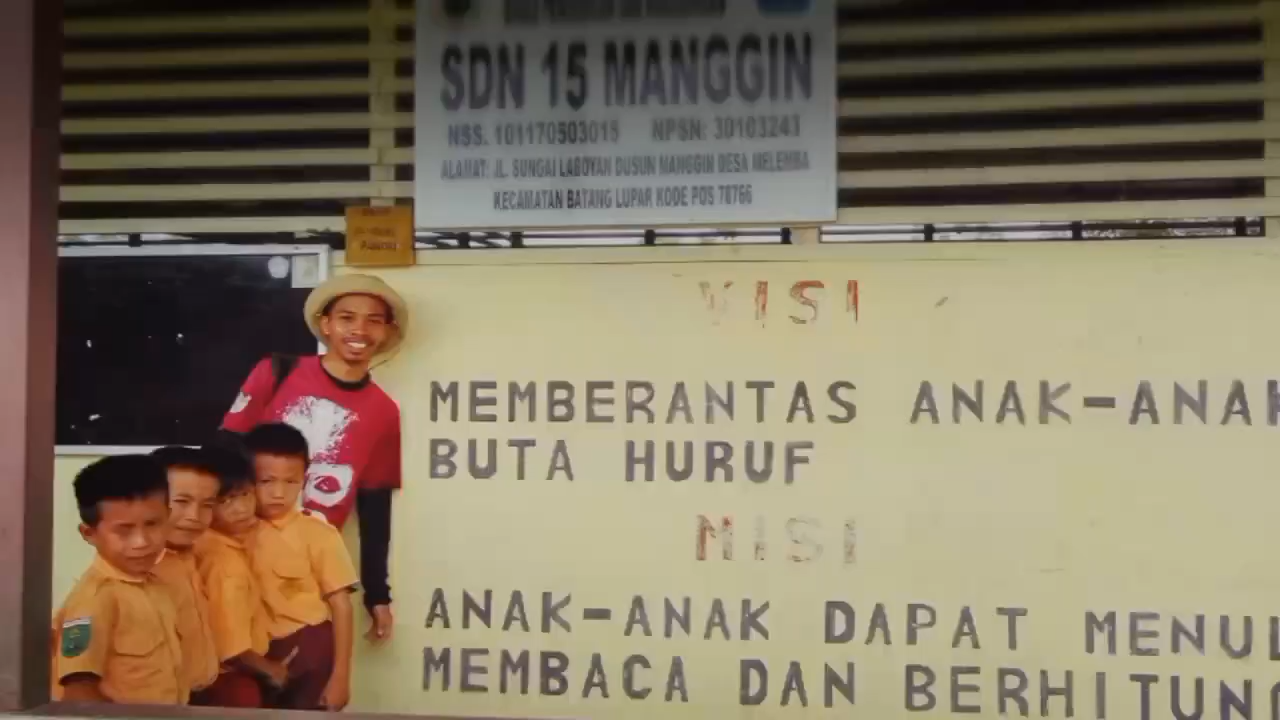 SDN 15 MANGGIN
NSS. 101170503015 NPSN: 30103243
ALAMAT: JL. SUNGAI LABOYAN DUSUN MANGGIN DESA MELEMBA
KECAMATAN BATANG LUPAR KODE POS 78766
VISI
MEMBERANTAS ANAK-ANAK
BUTA HURUF
MISI
ANAK-ANAK DAPAT MENUL
MEMBACA DAN BERHITUNG